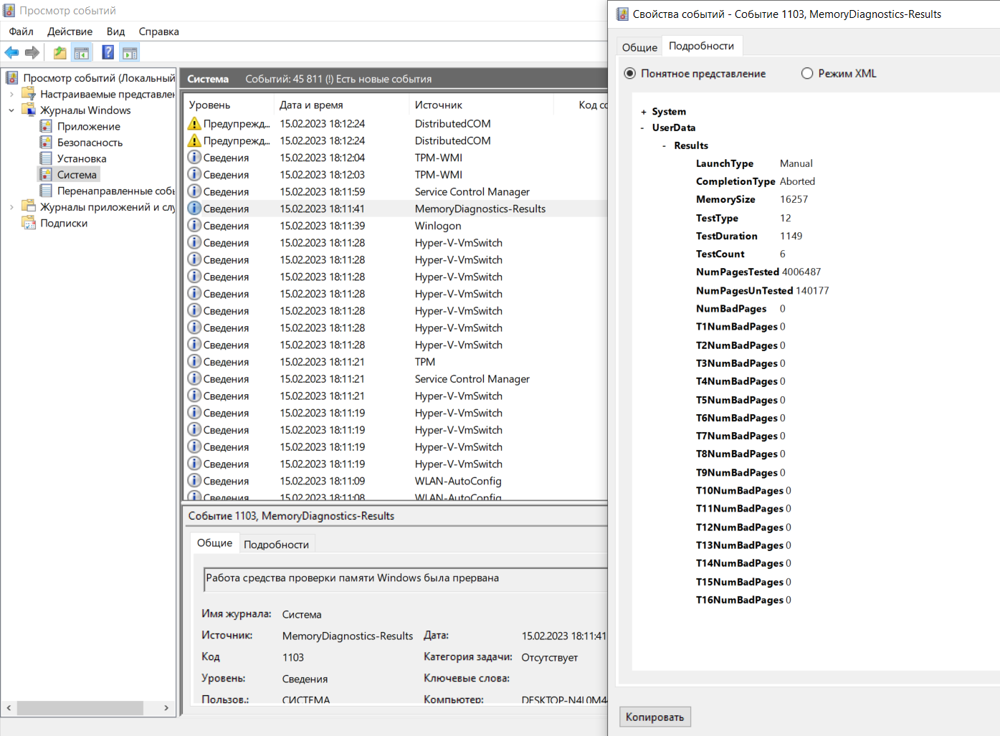 Просмотр событий
Файл Действие Вид Справка
Просмотр событий (Локальный
Настраиваемые представлен
Журналы Windows
Приложение
Безопасность
Установка
Система
Перенаправленные собы
Журналы приложений и слу
Подписки
Система Событий: 45 811 (!) Есть новые события
Уровень Дата и время Источник Код со
Предупрежд... 15.02.2023 18:12:24 DistributedCOM
Предупрежд... 15.02.2023 18:12:24 DistributedCOM
Сведения 15.02.2023 18:12:04 TPM-WMI
Сведения 15.02.2023 18:12:03 TPM-WMI
Сведения 15.02.2023 18:11:59 Service Control Manager
Сведения 15.02.2023 18:11:41 MemoryDiagnostics-Results
Сведения 15.02.2023 18:11:39 Winlogon
Сведения 15.02.2023 18:11:28 Hyper-V-VmSwitch
Сведения 15.02.2023 18:11:28 Hyper-V-VmSwitch
Сведения 15.02.2023 18:11:28 Hyper-V-VmSwitch
Сведения 15.02.2023 18:11:28 Hyper-V-VmSwitch
Сведения 15.02.2023 18:11:28 Hyper-V-VmSwitch
Сведения 15.02.2023 18:11:28 Hyper-V-VmSwitch
Сведения 15.02.2023 18:11:28 Hyper-V-VmSwitch
Сведения 15.02.2023 18:11:21 TPM
Сведения 15.02.2023 18:11:21 Service Control Manager
Сведения 15.02.2023 18:11:21 Hyper-V-VmSwitch
Сведения 15.02.2023 18:11:19 Hyper-V-VmSwitch
Сведения 15.02.2023 18:11:19 Hyper-V-VmSwitch
Сведения 15.02.2023 18:11:19 Hyper-V-VmSwitch
Сведения 15.02.2023 18:11:19 Hyper-V-VmSwitch
Сведения 15.02.2023 18:11:09 WLAN-AutoConfig
Сведения 15.02.2023 18:11:08 WLAN-AutoConfig
Событие 1103, MemoryDiagnostics-Results
Общие Подробности
Работа средства проверки памяти Windows была прервана
Имя журнала: Система
Источник: MemoryDiagnostics-Results Дата: 15.02.2023 18:11:41
Код 1103 Категория задачи: Отсутствует
Уровень: Сведения Ключевые слова:
Пользов.: СИСТЕМА Компьютер: DESKTOP-N4L0M4
Свойства событий - Событие 1103, MemoryDiagnostics-Results
Общие Подробности
Понятное представление Режим XML
+ System
- UserData
- Results
LaunchType Manual
CompletionType Aborted
MemorySize 16257
TestType 12
TestDuration 1149
TestCount 6
NumPagesTested 4006487
NumPagesUnTested 140177
NumBadPages 0
T1NumBadPages 0
T2NumBadPages 0
T3NumBadPages 0
T4NumBadPages 0
T5NumBadPages 0
T6NumBadPages 0
T7NumBadPages 0
T8NumBadPages 0
T9NumBadPages 0
T10NumBadPages 0
T11NumBadPages 0
T12NumBadPages 0
T13NumBadPages 0
T14NumBadPages 0
T15NumBadPages 0
T16NumBadPages 0
Копировать